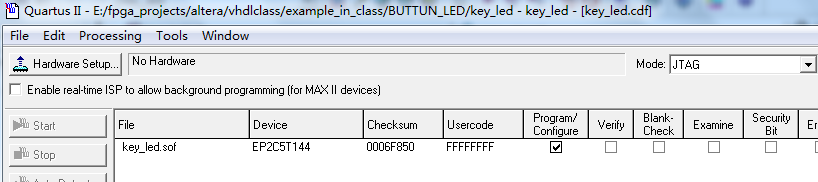 Quartus II - E:/fpga_projects/altera/vhdlclass/example_in_class/BUTTUN_LED/key_led - key_led - [key_led.cdf]
File Edit Processing Tools Window
Hardware Setup... No Hardware Mode: JTAG
Enable real-time ISP to allow background programming (for MAX II devices)
Start
Stop
File Device Checksum Usercode Program/ Configure Verify Blank- Check Examine Security Bit
key_led.sof EP2C5T144 0006F850 FFFFFFFF